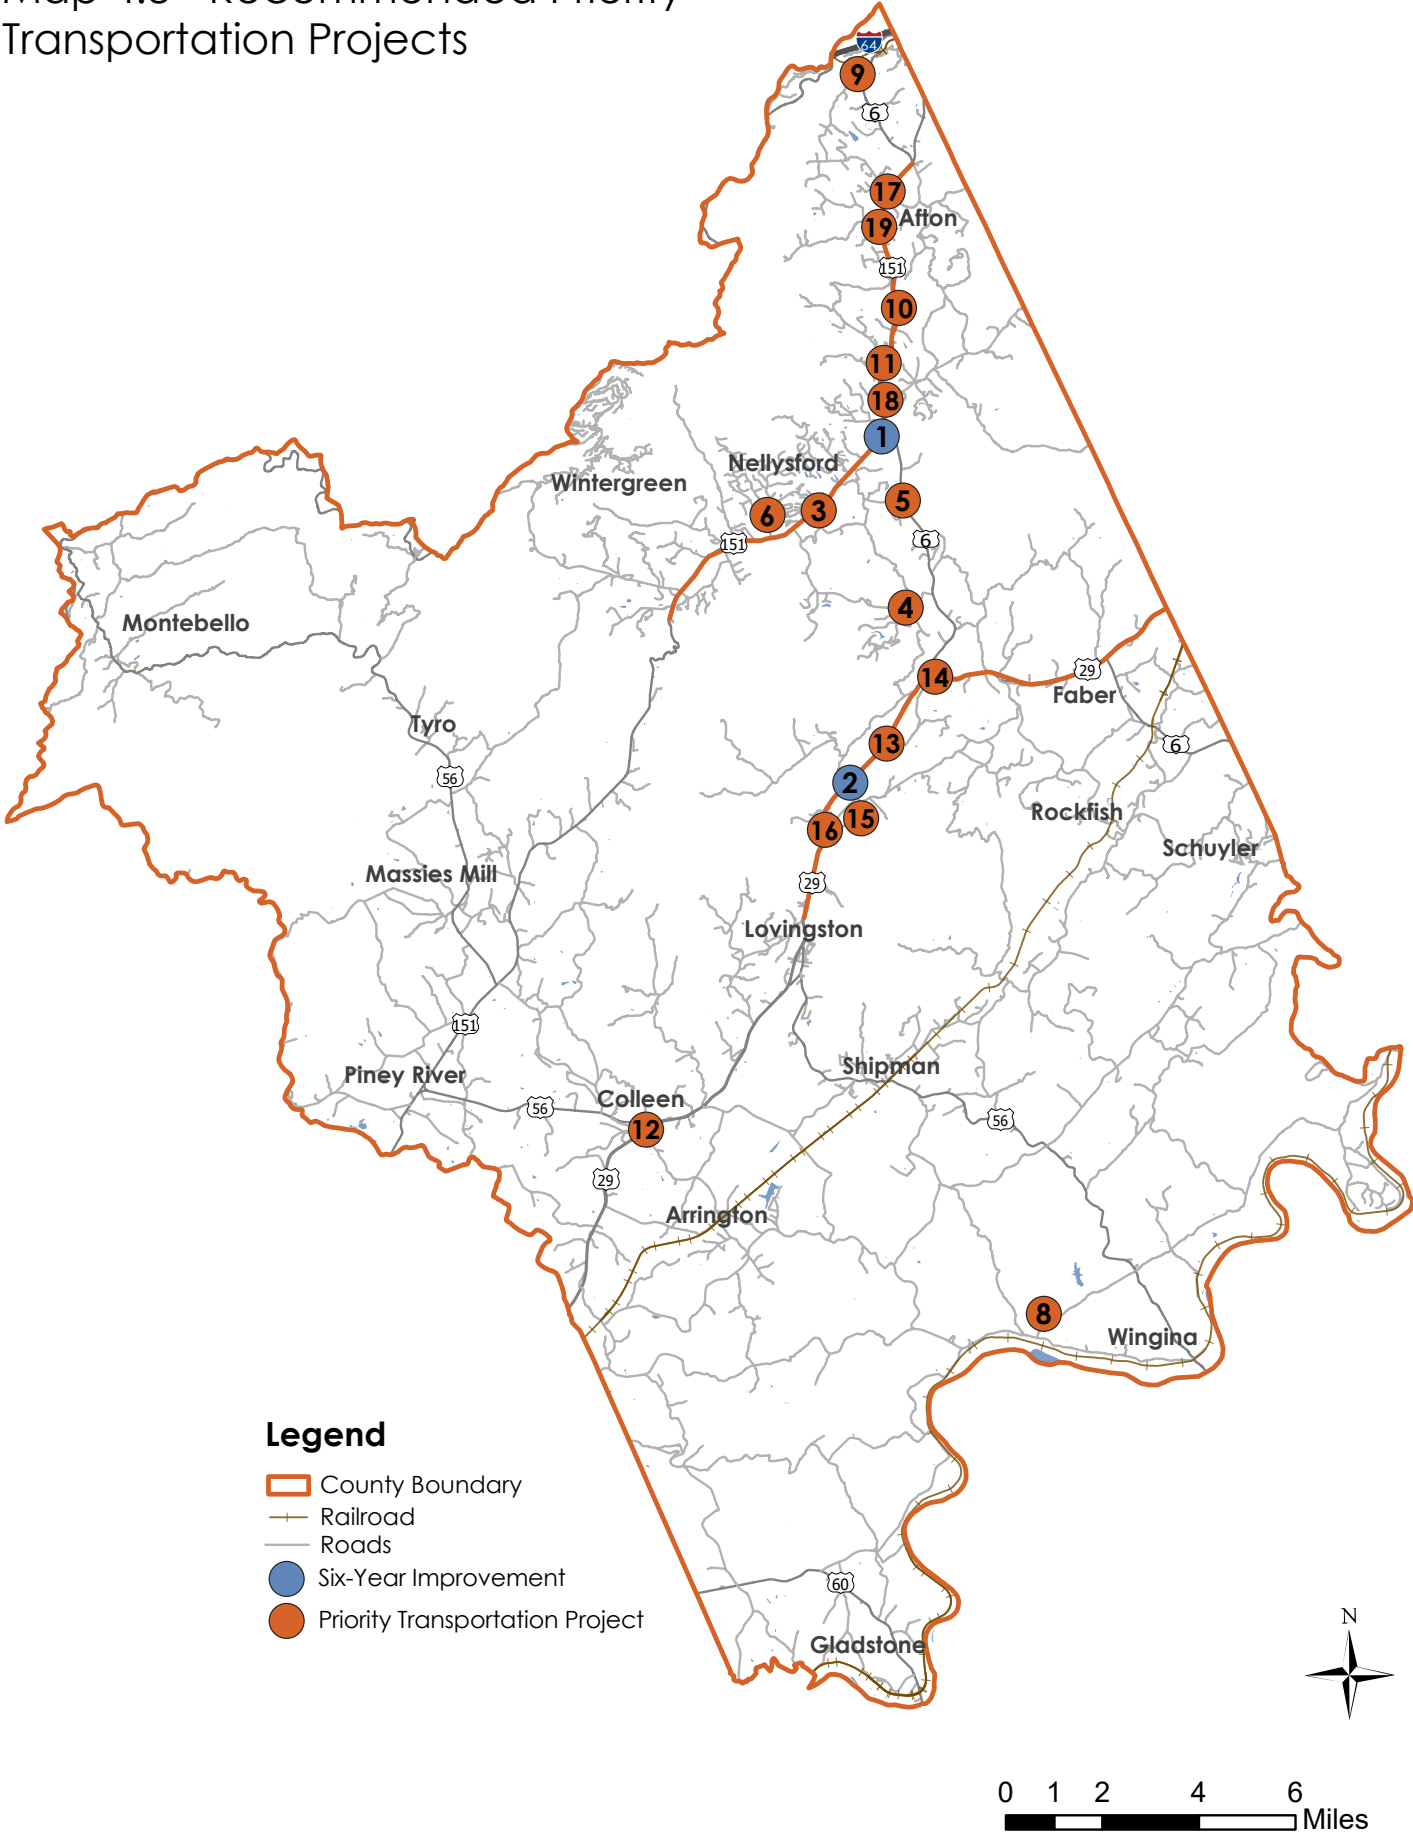 Transportation Projects
64
9
6
17
19
Afton
151
10
11
18
1
Nellysford
Wintergreen
6
3
5
151
6
4
Montebello
14
29
Faber
Tyro
13
6
56
2
Rockfish
16
15
Schuyler
Massies Mill
29
Lovingston
151
Shipman
Piney River
Colleen
56
56
12
29
Arrington
8
Wingina
Legend
County Boundary
Railroad
Roads
Six-Year Improvement
Priority Transportation Project
60
Gladstone
N
0 1 2 4 6
Miles